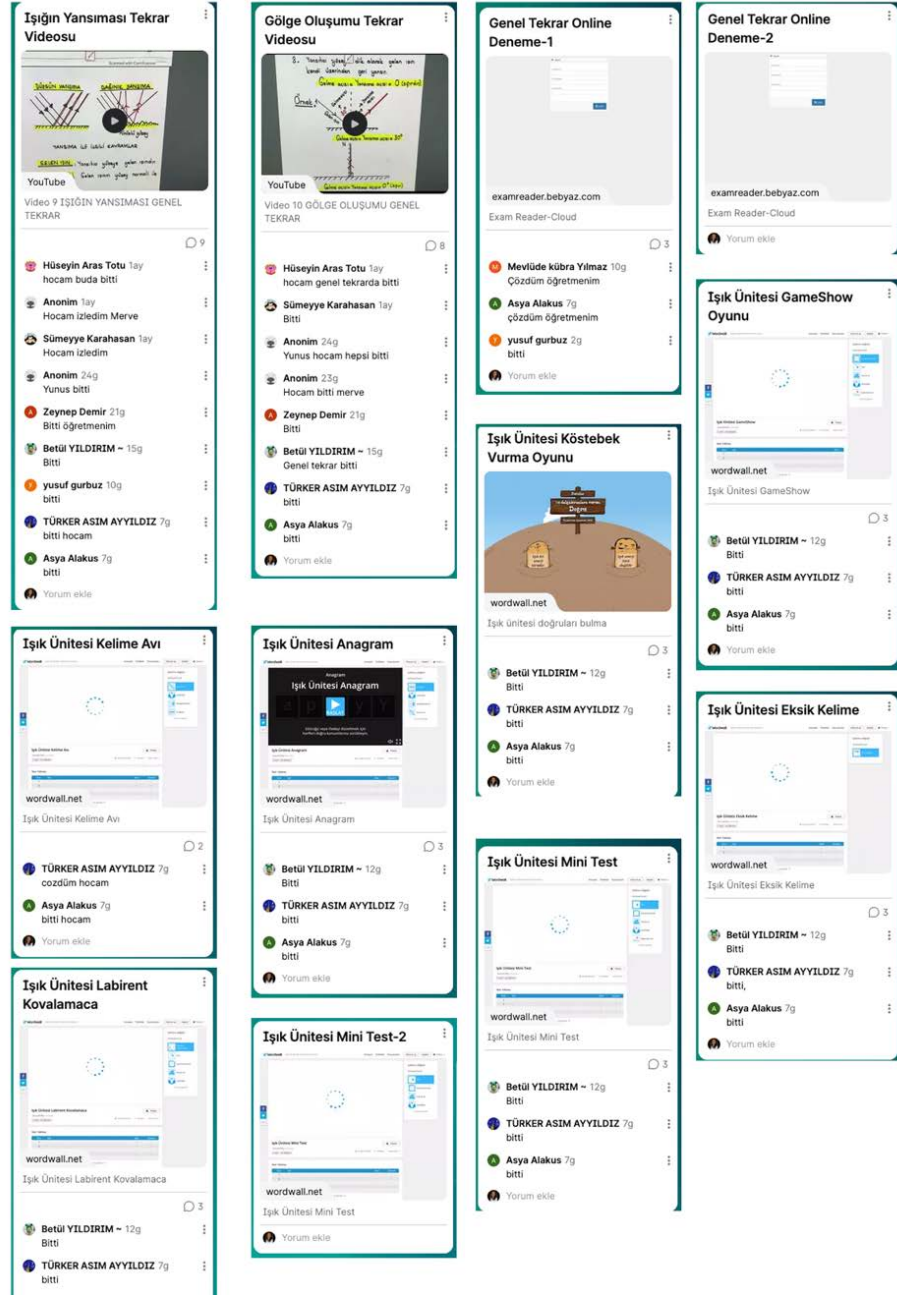 Işığın Yansıması Tekrar
Videosu
DÜZGÜN YANSIMA
DAĞINIK YANSIMA
YANSIMA İLE İLGİLİ KAVRAMLAR
GELEN IŞIN
YouTube
Video 9 IŞIĞIN YANSIMASI GENEL
TEKRAR
9
Hüseyin Aras Totu 1ay
hocam buda bitti
Anonim 1ay
Hocam izledim Merve
Sümeyye Karahasan 1ay
Hocam izledim
Anonim 24g
Yunus bitti
Zeynep Demir 21g
Bitti öğretmenim
Betül YILDIRIM ~ 15g
Bitti
yusuf gurbuz 10g
bitti
TÜRKER ASIM AYYILDIZ 7g
bitti hocam
Asya Alakus 7g
bitti
Yorum ekle
Işık Ünitesi Kelime Avı
wordwall.net
Işık Ünitesi Kelime Avı
2
TÜRKER ASIM AYYILDIZ 7g
cozdüm hocam
Asya Alakus 7g
bitti hocam
Yorum ekle
Işık Ünitesi Labirent
Kovalamaca
wordwall.net
Işık Ünitesi Labirent Kovalamaca
3
Betül YILDIRIM ~ 12g
Bitti
TÜRKER ASIM AYYILDIZ 7g
bitti
Gölge Oluşumu Tekrar
Videosu
Örnek
YouTube
Video 10 GÖLGE OLUŞUMU GENEL
TEKRAR
8
Hüseyin Aras Totu 1ay
hocam genel tekrarda bitti
Sümeyye Karahasan 1ay
Bitti
Anonim 24g
Yunus hocam hepsi bitti
Anonim 23g
Hocam bitti merve
Zeynep Demir 21g
Bitti
Betül YILDIRIM ~ 15g
Genel tekrar bitti
TÜRKER ASIM AYYILDIZ 7g
bitti
Asya Alakus 7g
bitti
Yorum ekle
Işık Ünitesi Anagram
Anagram
Işık Ünitesi Anagram
wordwall.net
Işık Ünitesi Anagram
3
Betül YILDIRIM ~ 12g
Bitti
TÜRKER ASIM AYYILDIZ 7g
bitti
Asya Alakus 7g
bitti
Yorum ekle
Işık Ünitesi Mini Test-2
wordwall.net
Işık Ünitesi Mini Test
Yorum ekle
Genel Tekrar Online
Deneme-1
examreader.bebyaz.com
Exam Reader-Cloud
3
Mevlüde kübra Yılmaz 10g
Çözdüm öğretmenim
Asya Alakus 7g
çözdüm öğretmenim
yusuf gurbuz 2g
bitti
Yorum ekle
Işık Ünitesi Köstebek
Vurma Oyunu
Doğru
wordwall.net
Işık ünitesi doğruları bulma
3
Betül YILDIRIM ~ 12g
Bitti
TÜRKER ASIM AYYILDIZ 7g
bitti
Asya Alakus 7g
bitti
Yorum ekle
Işık Ünitesi Mini Test
wordwall.net
Işık Ünitesi Mini Test
3
Betül YILDIRIM ~ 12g
Bitti
TÜRKER ASIM AYYILDIZ 7g
bitti
Asya Alakus 7g
bitti
Yorum ekle
Genel Tekrar Online
Deneme-2
examreader.bebyaz.com
Exam Reader-Cloud
Yorum ekle
Işık Ünitesi GameShow
Oyunu
wordwall.net
Işık Ünitesi GameShow
3
Betül YILDIRIM ~ 12g
Bitti
TÜRKER ASIM AYYILDIZ 7g
bitti
Asya Alakus 7g
bitti
Yorum ekle
Işık Ünitesi Eksik Kelime
wordwall.net
Işık Ünitesi Eksik Kelime
3
Betül YILDIRIM ~ 12g
Bitti
TÜRKER ASIM AYYILDIZ 7g
bitti,
Asya Alakus 7g
bitti
Yorum ekle